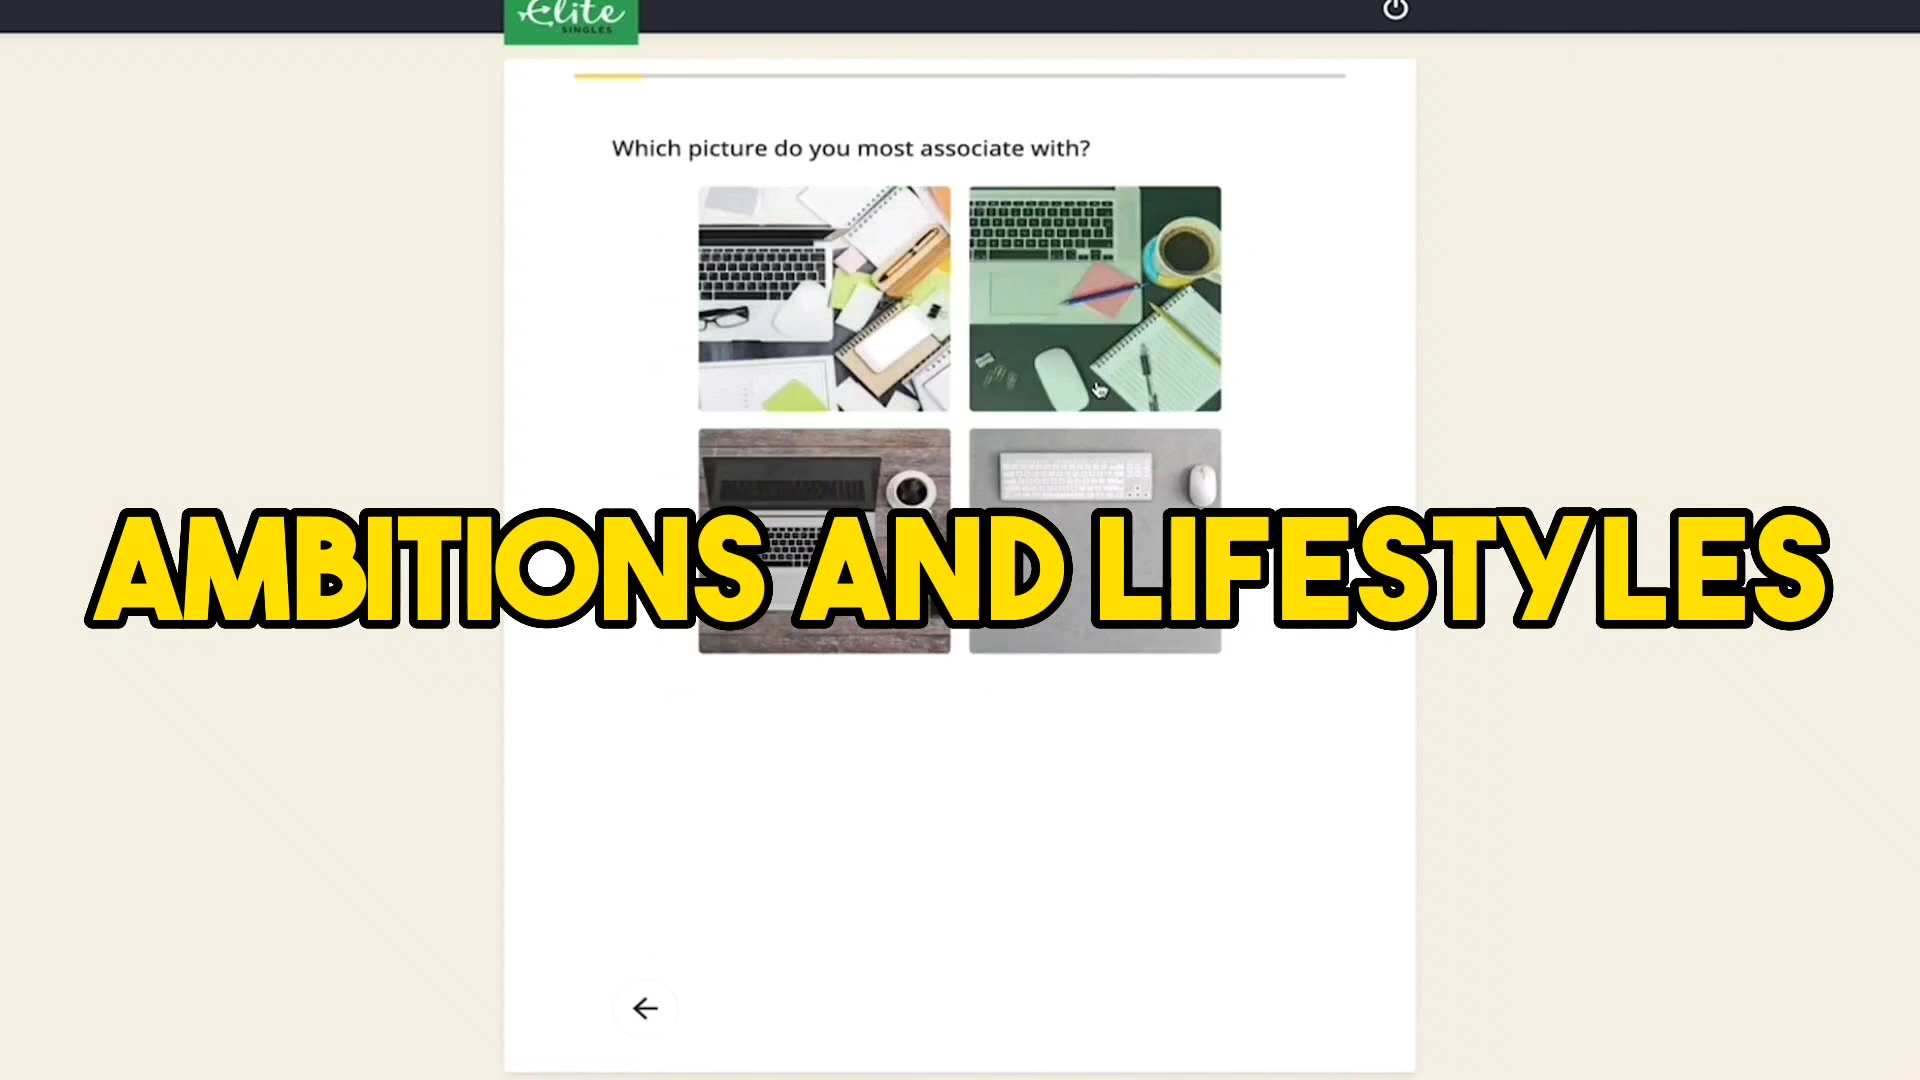 Elite
SINGLES
Which picture do you most associate with?
AMBITIONS AND LIFESTYLES